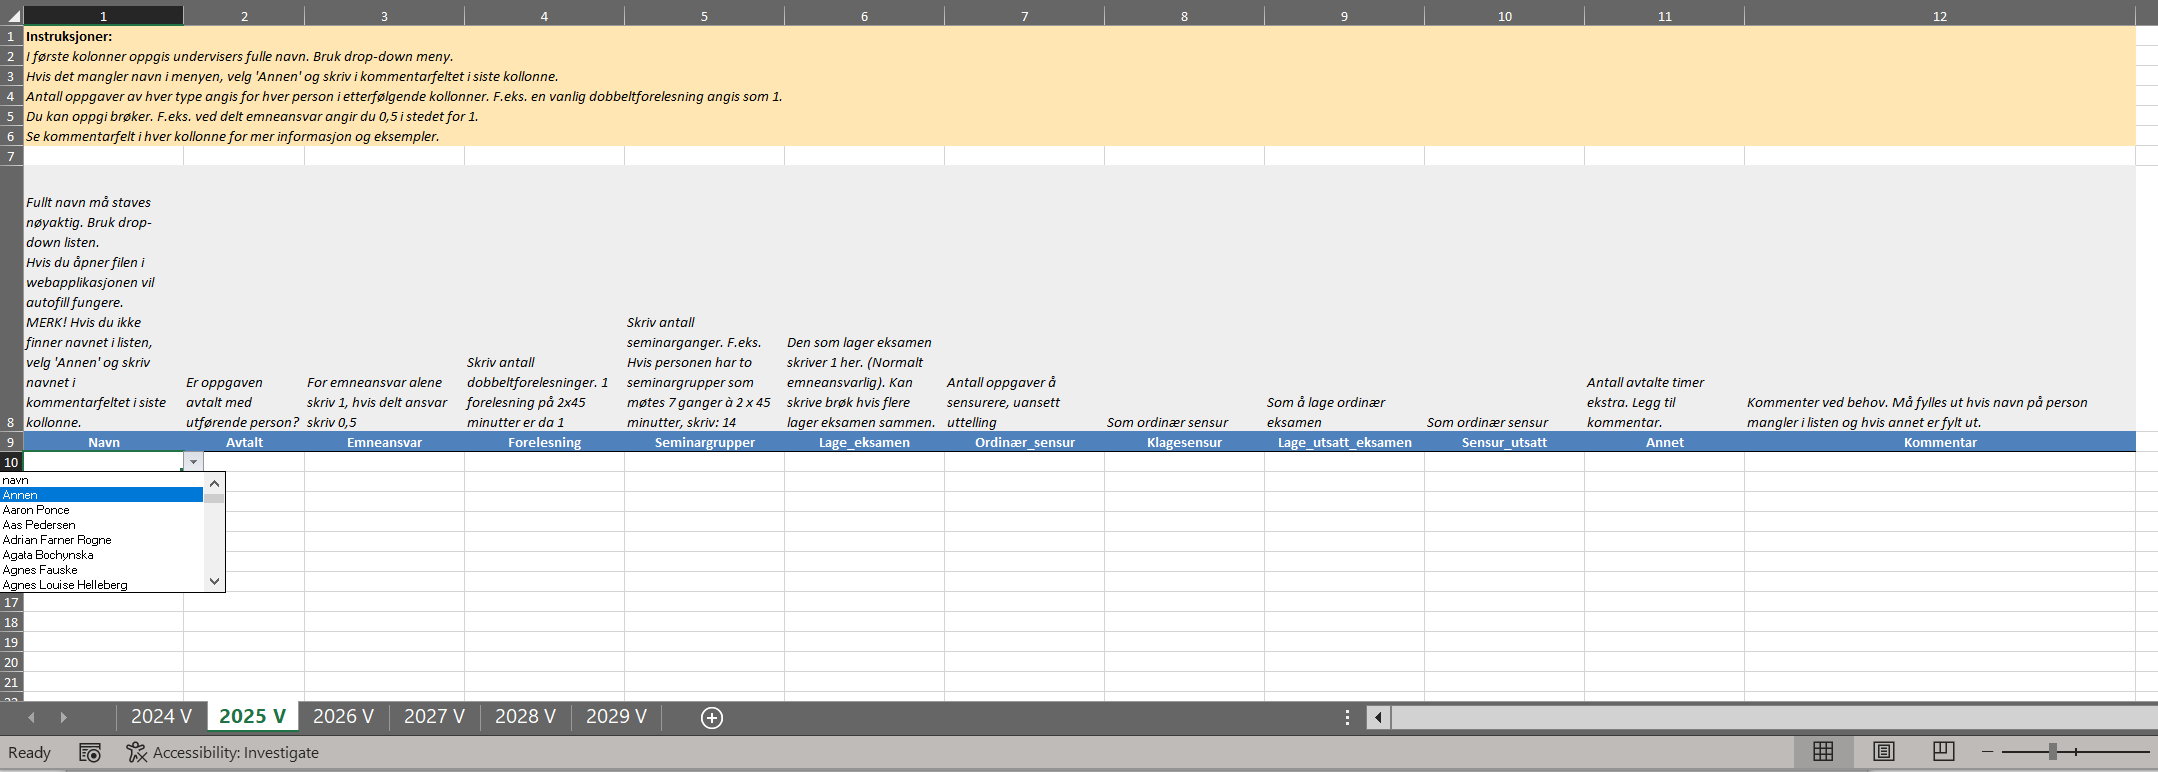 1 2 3 4 5 6 7 8 9 10 11 12
1 Instruksjoner:
2 I første kolonner oppgis undervisers fulle navn. Bruk drop-down meny.
3 Hvis det mangler navn i menyen, velg 'Annen' og skriv i kommentarfeltet i siste kollonne.
4 Antall oppgaver av hver type angis for hver person i etterfølgende kollonner. F.eks. en vanlig dobbeltforelesning angis som 1.
5 Du kan oppgi brøker. F.eks. ved delt emneansvar angir du 0,5 i stedet for 1.
6 Se kommentarfelt i hver kollonne for mer informasjon og eksempler.
7
8
Fullt navn må staves
nøyaktig. Bruk drop-
down listen.
Hvis du åpner filen i
webapplikasjonen vil
autofill fungere.
MERK! Hvis du ikke
finner navnet i listen,
velg 'Annen' og skriv
navnet i
kommentarfeltet i siste
kollonne.
Er oppgaven
avtalt med
utførende person?
For emneansvar alene
skriv 1, hvis delt ansvar
skriv 0,5
Skriv antall
dobbeltforelesninger. 1
forelesning på 2x45
minutter er da 1
Skriv antall
seminarganger. F.eks.
Hvis personen har to
seminargrupper som
møtes 7 ganger à 2 x 45
minutter, skriv: 14
Den som lager eksamen
skriver 1 her. (Normalt
emneansvarlig). Kan
skrive brøk hvis flere
lager eksamen sammen.
Antall oppgaver å
sensurere, uansett
uttelling
Som ordinær sensur
Som å lage ordinær
eksamen
Som ordinær sensur
Antall avtalte timer
ekstra. Legg til
kommentar.
Kommenter ved behov. Må fylles ut hvis navn på person
mangler i listen og hvis annet er fylt ut.
9 Navn Avtalt Emneansvar Forelesning Seminargrupper Lage_eksamen Ordinær_sensur Klagesensur Lage_utsatt_eksamen Sensur_utsatt Annet Kommentar
10
navn
Annen
Aaron Ponce
Aas Pedersen
Adrian Farner Rogne
Agata Bochynska
Agnes Fauske
Agnes Louise Helleberg
17
18
19
20
21
2024 V 2025 V 2026 V 2027 V 2028 V 2029 V
Ready Accessibility: Investigate